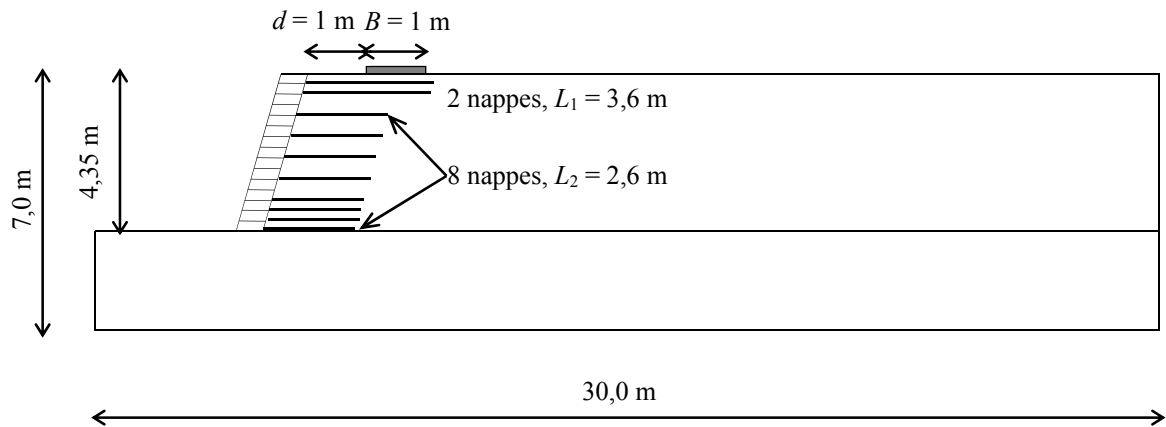 d = 1 m B = 1 m
2 nappes, L1 = 3,6 m
8 nappes, L2 = 2,6 m
4,35 m
7,0 m
30,0 m